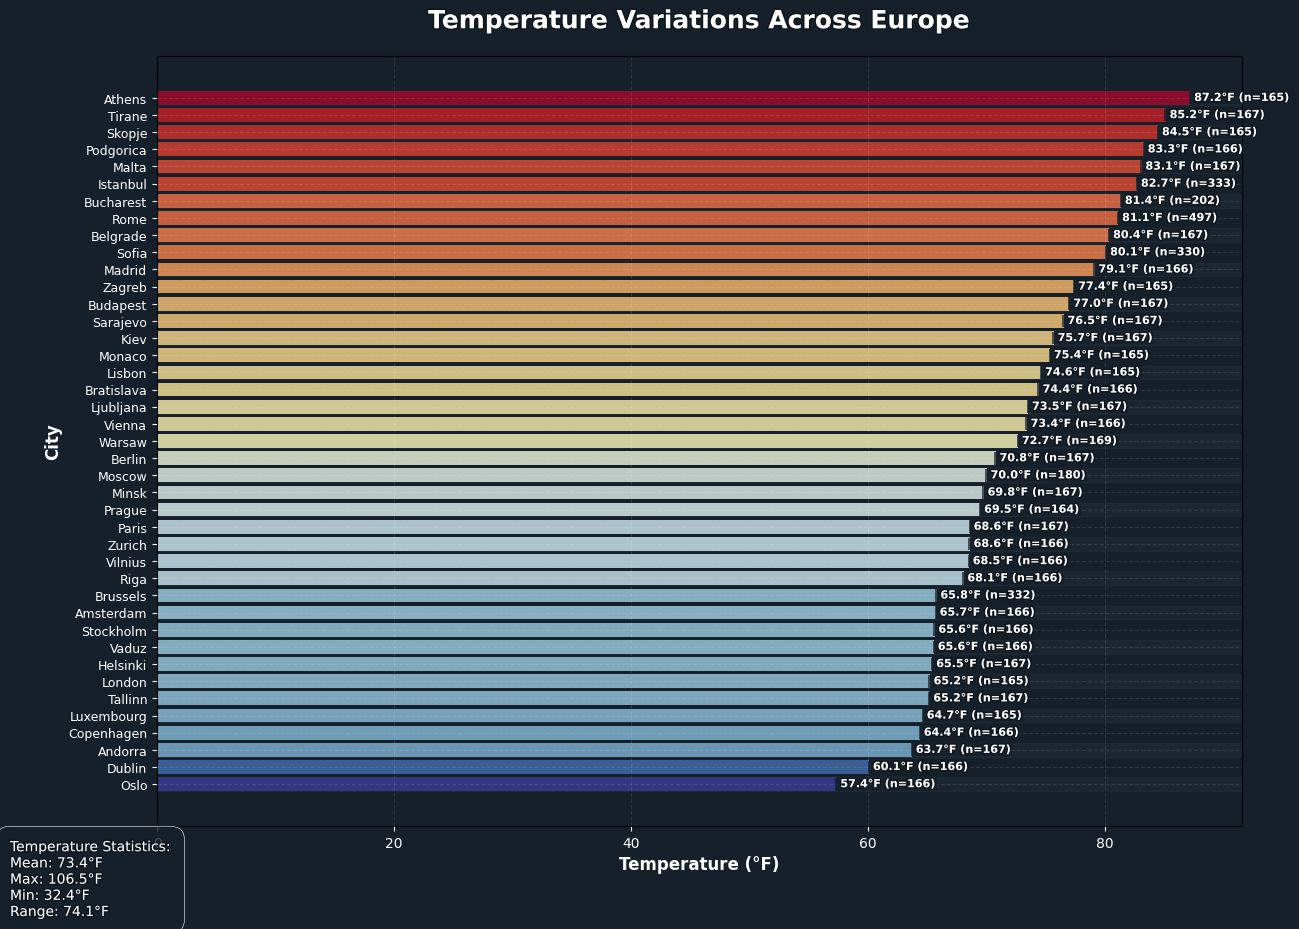 Temperature Variations Across Europe
Athens 87.2°F (n=165)
Tirane 85.2°F (n=167)
Skopje 84.5°F (n=165)
Podgorica 83.3°F (n=166)
Malta 83.1°F (n=167)
Istanbul 82.7°F (n=333)
Bucharest 81.4°F (n=202)
Rome 81.1°F (n=497)
Belgrade 80.4°F (n=167)
Sofia 80.1°F (n=330)
Madrid 79.1°F (n=166)
Zagreb 77.4°F (n=165)
Budapest 77.0°F (n=167)
Sarajevo 76.5°F (n=167)
Kiev 75.7°F (n=167)
Monaco 75.4°F (n=165)
Lisbon 74.6°F (n=165)
Bratislava 74.4°F (n=166)
Ljubljana 73.5°F (n=167)
Vienna 73.4°F (n=166)
Warsaw 72.7°F (n=169)
Berlin 70.8°F (n=167)
Moscow 70.0°F (n=180)
Minsk 69.8°F (n=167)
Prague 69.5°F (n=164)
Paris 68.6°F (n=167)
Zurich 68.6°F (n=166)
Vilnius 68.5°F (n=166)
Riga 68.1°F (n=166)
Brussels 65.8°F (n=332)
Amsterdam 65.7°F (n=166)
Stockholm 65.6°F (n=166)
Vaduz 65.6°F (n=166)
Helsinki 65.5°F (n=167)
London 65.2°F (n=165)
Tallinn 65.2°F (n=167)
Luxembourg 64.7°F (n=165)
Copenhagen 64.4°F (n=166)
Andorra 63.7°F (n=167)
Dublin 60.1°F (n=166)
Oslo 57.4°F (n=166)
City
0 20 40 60 80
Temperature (°F)
Temperature Statistics:
Mean: 73.4°F
Max: 106.5°F
Min: 32.4°F
Range: 74.1°F